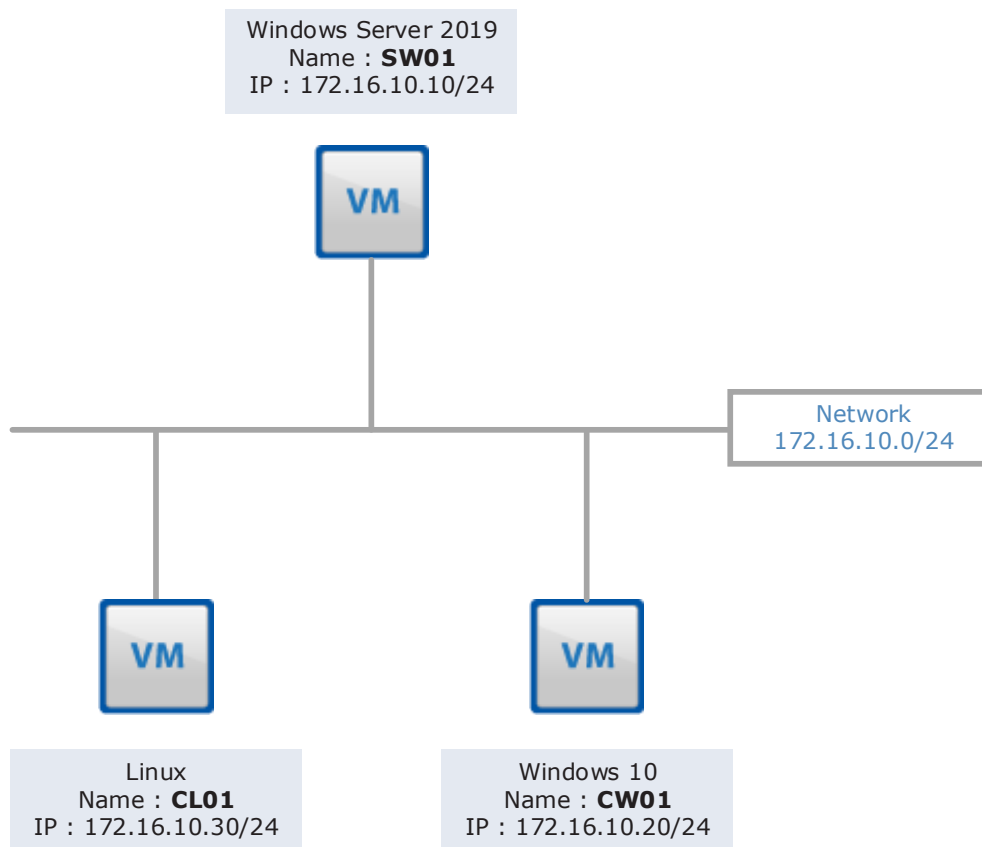 Windows Server 2019
Name : SW01
IP : 172.16.10.10/24
VM
Network
172.16.10.0/24
VM
VM
Linux
Name : CL01
IP : 172.16.10.30/24
Windows 10
Name : CW01
IP : 172.16.10.20/24